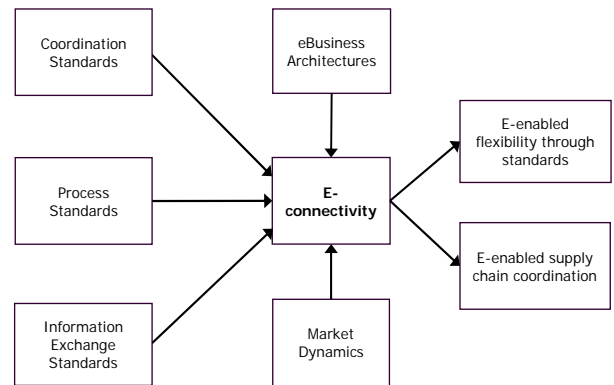 Coordination
Standards
eBusiness
Architectures
E-enabled
flexibility through
standards
Process
Standards
E-
connectivity
E-enabled supply
chain coordination
Information
Exchange
Standards
Market
Dynamics